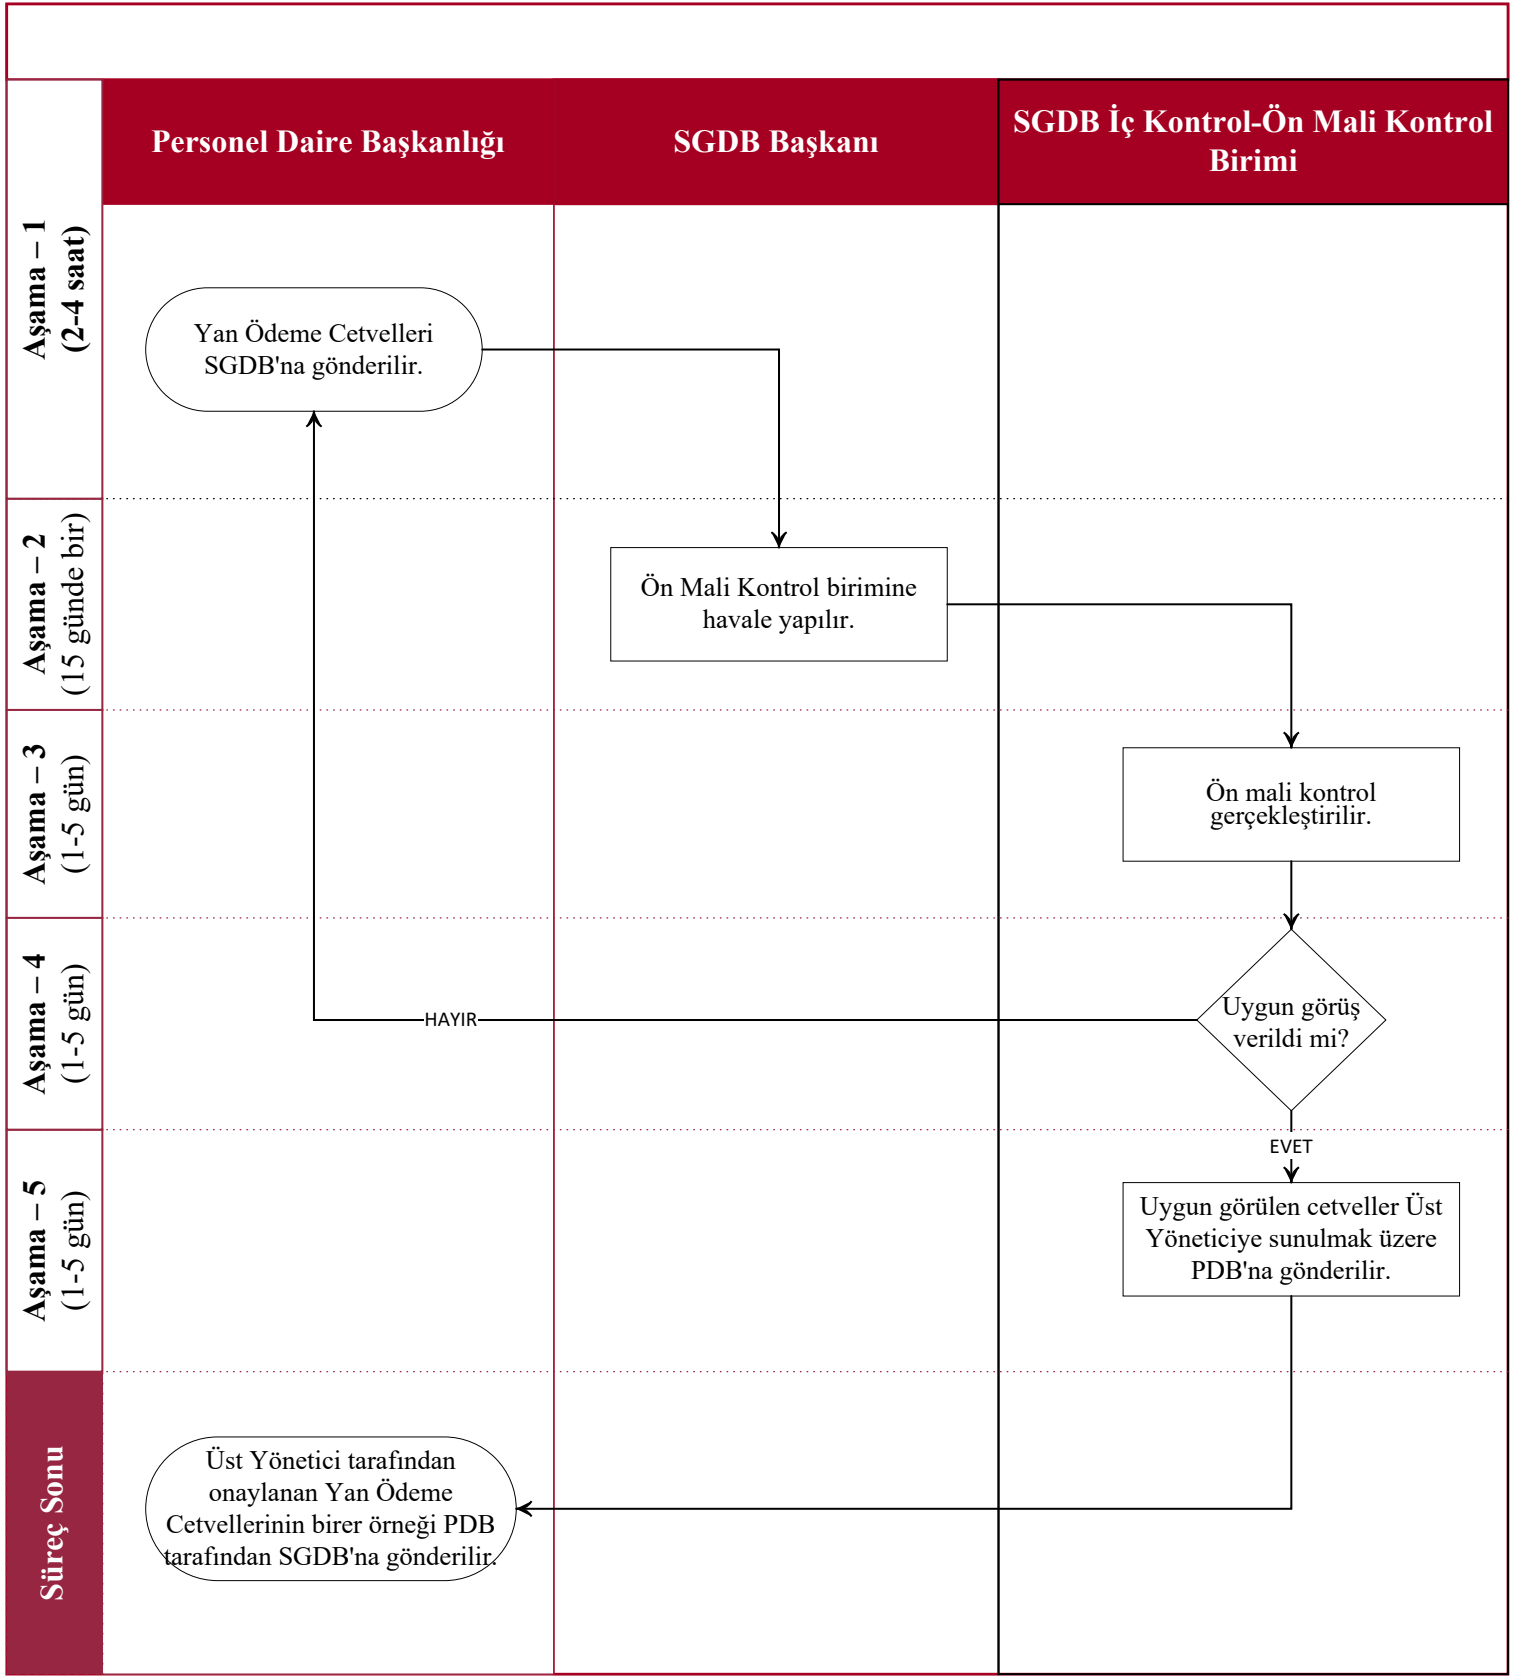 Personel Daire Başkanlığı
SGDB Başkanı
SGDB İç Kontrol-Ön Mali Kontrol
Birimi
Aşama – 1
(2-4 saat)
Yan Ödeme Cetvelleri
SGDB'na gönderilir.
Aşama – 2
(15 günde bir)
Ön Mali Kontrol birimine
havale yapılır.
Aşama – 3
(1-5 gün)
Ön mali kontrol
gerçekleştirilir.
Aşama – 4
(1-5 gün)
HAYIR
Uygun görüş
verildi mi?
EVET
Aşama – 5
(1-5 gün)
Uygun görülen cetveller Üst
Yöneticiye sunulmak üzere
PDB'na gönderilir.
Süreç Sonu
Üst Yönetici tarafından
onaylanan Yan Ödeme
Cetvellerinin birer örneği PDB
tarafından SGDB'na gönderilir.